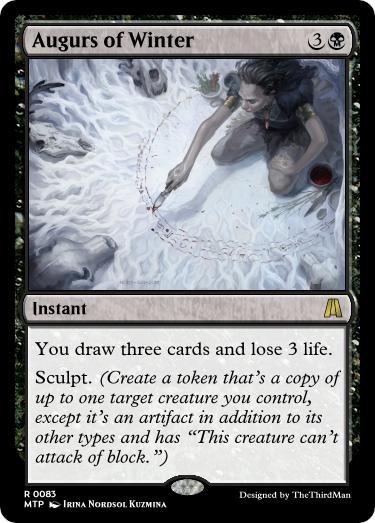 Augurs of Winter 3
Instant
You draw three cards and lose 3 life.
Sculpt. (Create a token that's a copy of
up to one target creature you control,
except it's an artifact in addition to its
other types and has “This creature can't
attack of block.”)
R 0083
MTP Irina Nordsol Kuzmina
Designed by TheThirdMan